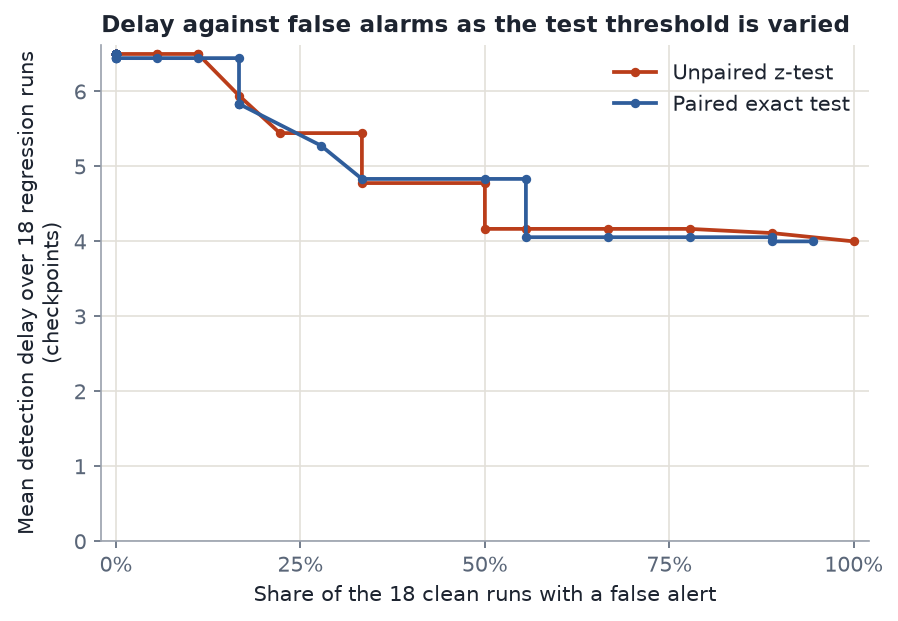 Delay against false alarms as the test threshold is varied
Mean detection delay over 18 regression runs
(checkpoints)
6
5
4
3
2
1
0
Unpaired z-test
Paired exact test
0%
25%
50%
75%
100%
Share of the 18 clean runs with a false alert